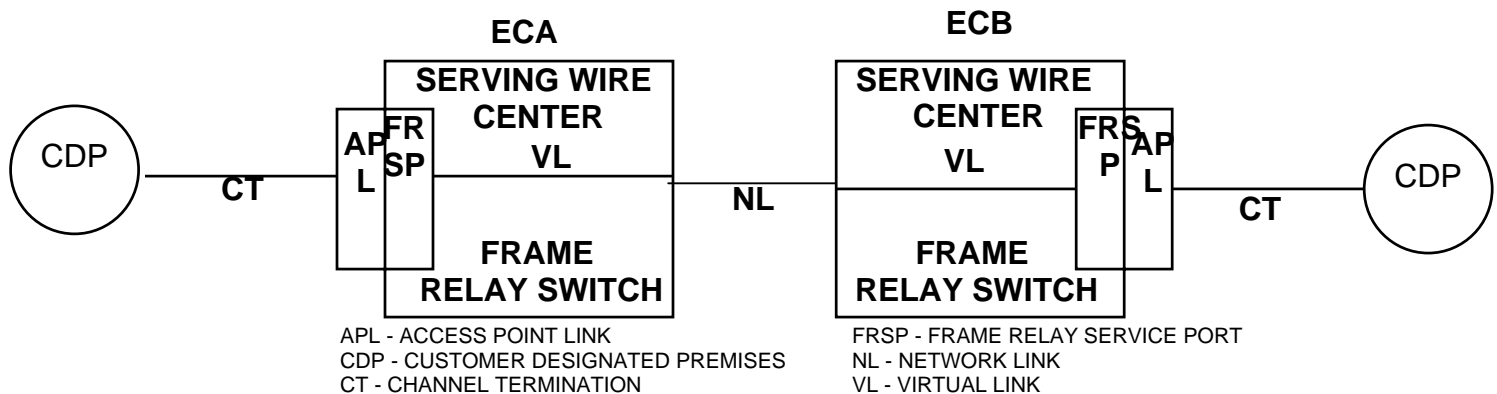 ECA
ECB
SERVING WIRE
CENTER
SERVING WIRE
CENTER
CDP
CT
AP
L
FR
SP
VL
NL
VL
FRS
P
AP
L
CT
CDP
FRAME
RELAY SWITCH
FRAME
RELAY SWITCH
APL - ACCESS POINT LINK
CDP - CUSTOMER DESIGNATED PREMISES
CT - CHANNEL TERMINATION
FRSP - FRAME RELAY SERVICE PORT
NL - NETWORK LINK
VL - VIRTUAL LINK